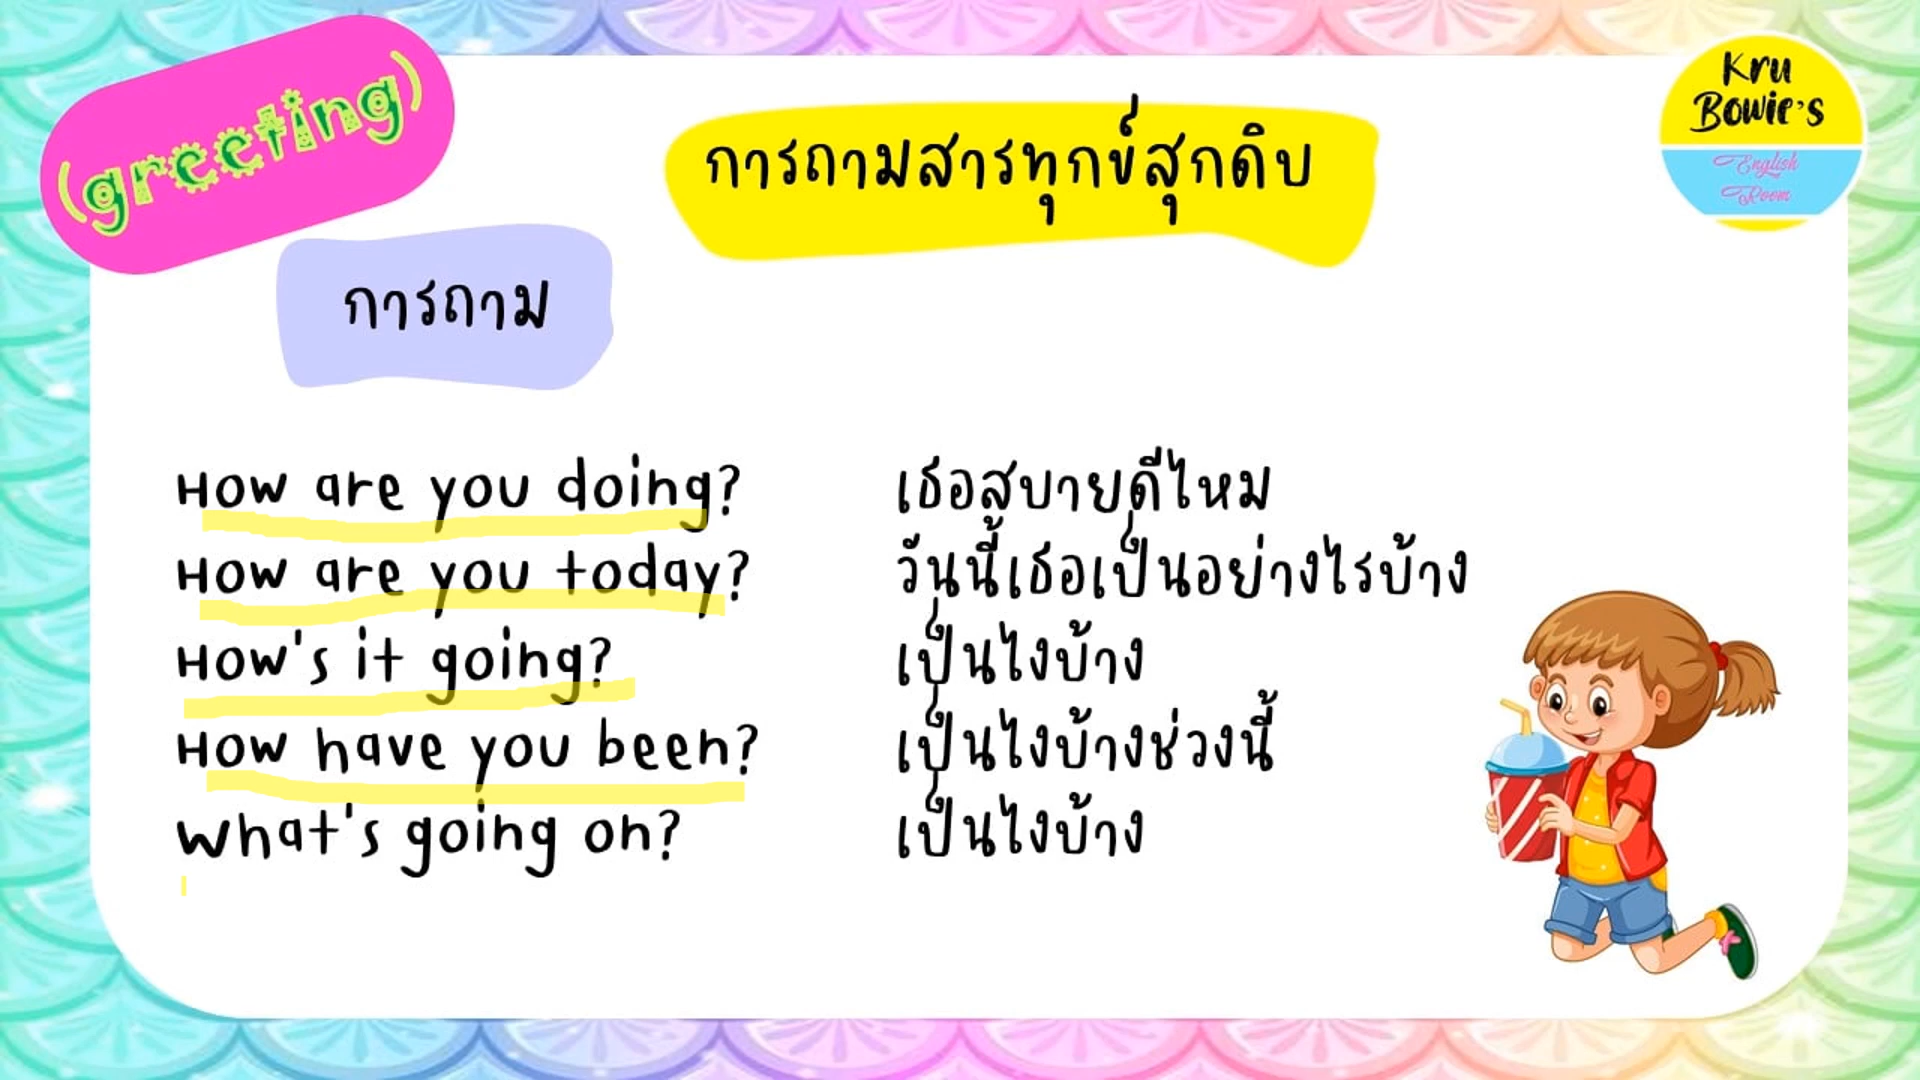 (greeting)
Kru
Bowie's
English
Room
การถามสารทุกข์สุกดิบ
การถาม
How are you doing? เธอสบายดีไหม
How are you today? วันนี้เธอเป็นอย่างไรบ้าง
How's it going? เป็นไงบ้าง
How have you been? เป็นไงบ้างช่วงนี้
What's going on? เป็นไงบ้าง